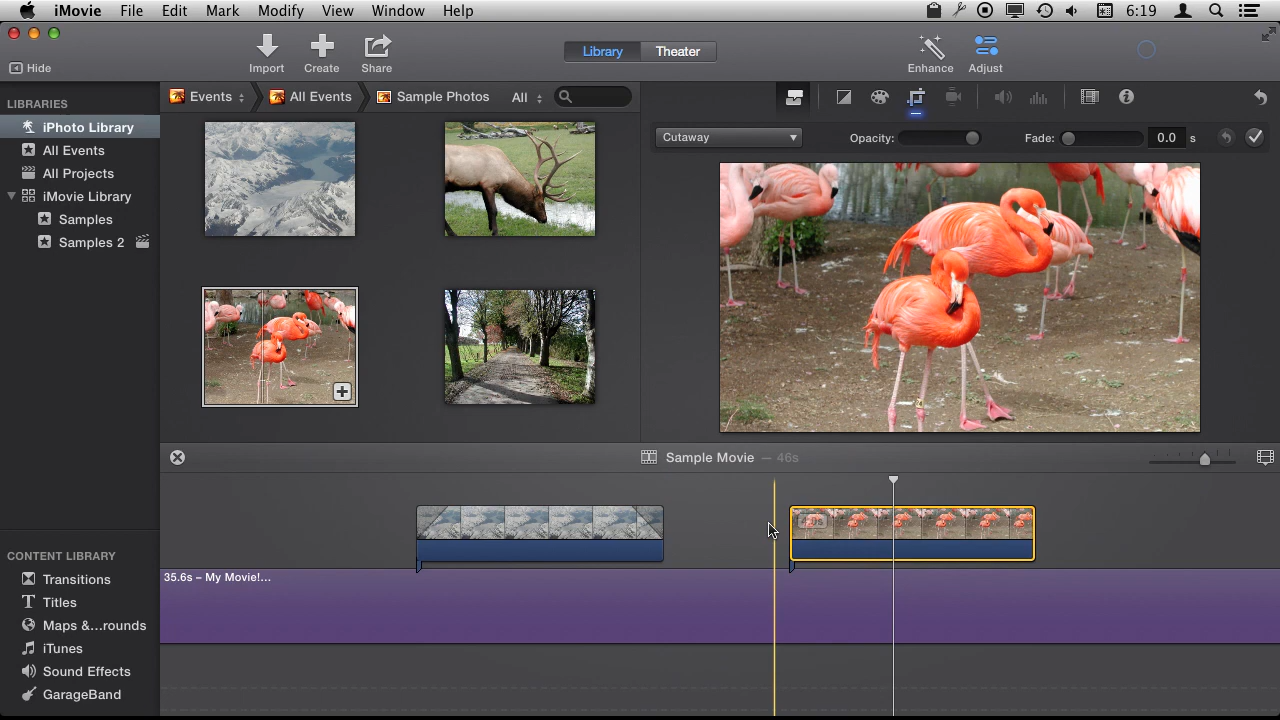 iMovie File Edit Mark Modify View Window Help 6:19
Hide Import Create Share Library Theater Enhance Adjust
LIBRARIES
iPhoto Library
All Events
All Projects
iMovie Library
Samples
Samples 2
Events All Events Sample Photos All
Cutaway Opacity: Fade: 0.0 s
Sample Movie — 46s
4.0s
35.6s – My Movie!...
CONTENT LIBRARY
Transitions
Titles
Maps &...rounds
iTunes
Sound Effects
GarageBand